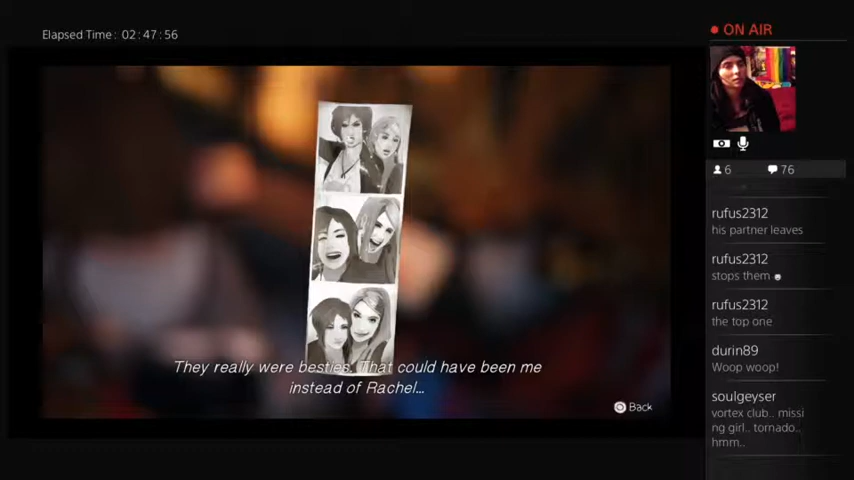 Elapsed Time: 02:47:56
ON AIR
6 76
rufus2312
his partner leaves
rufus2312
stops them
rufus2312
the top one
durin89
Woop woop!
soulgeyser
vortex club.. missi
ng girl.. tornado..
hmm..
They really were besties. That could have been me
instead of Rachel...
Back